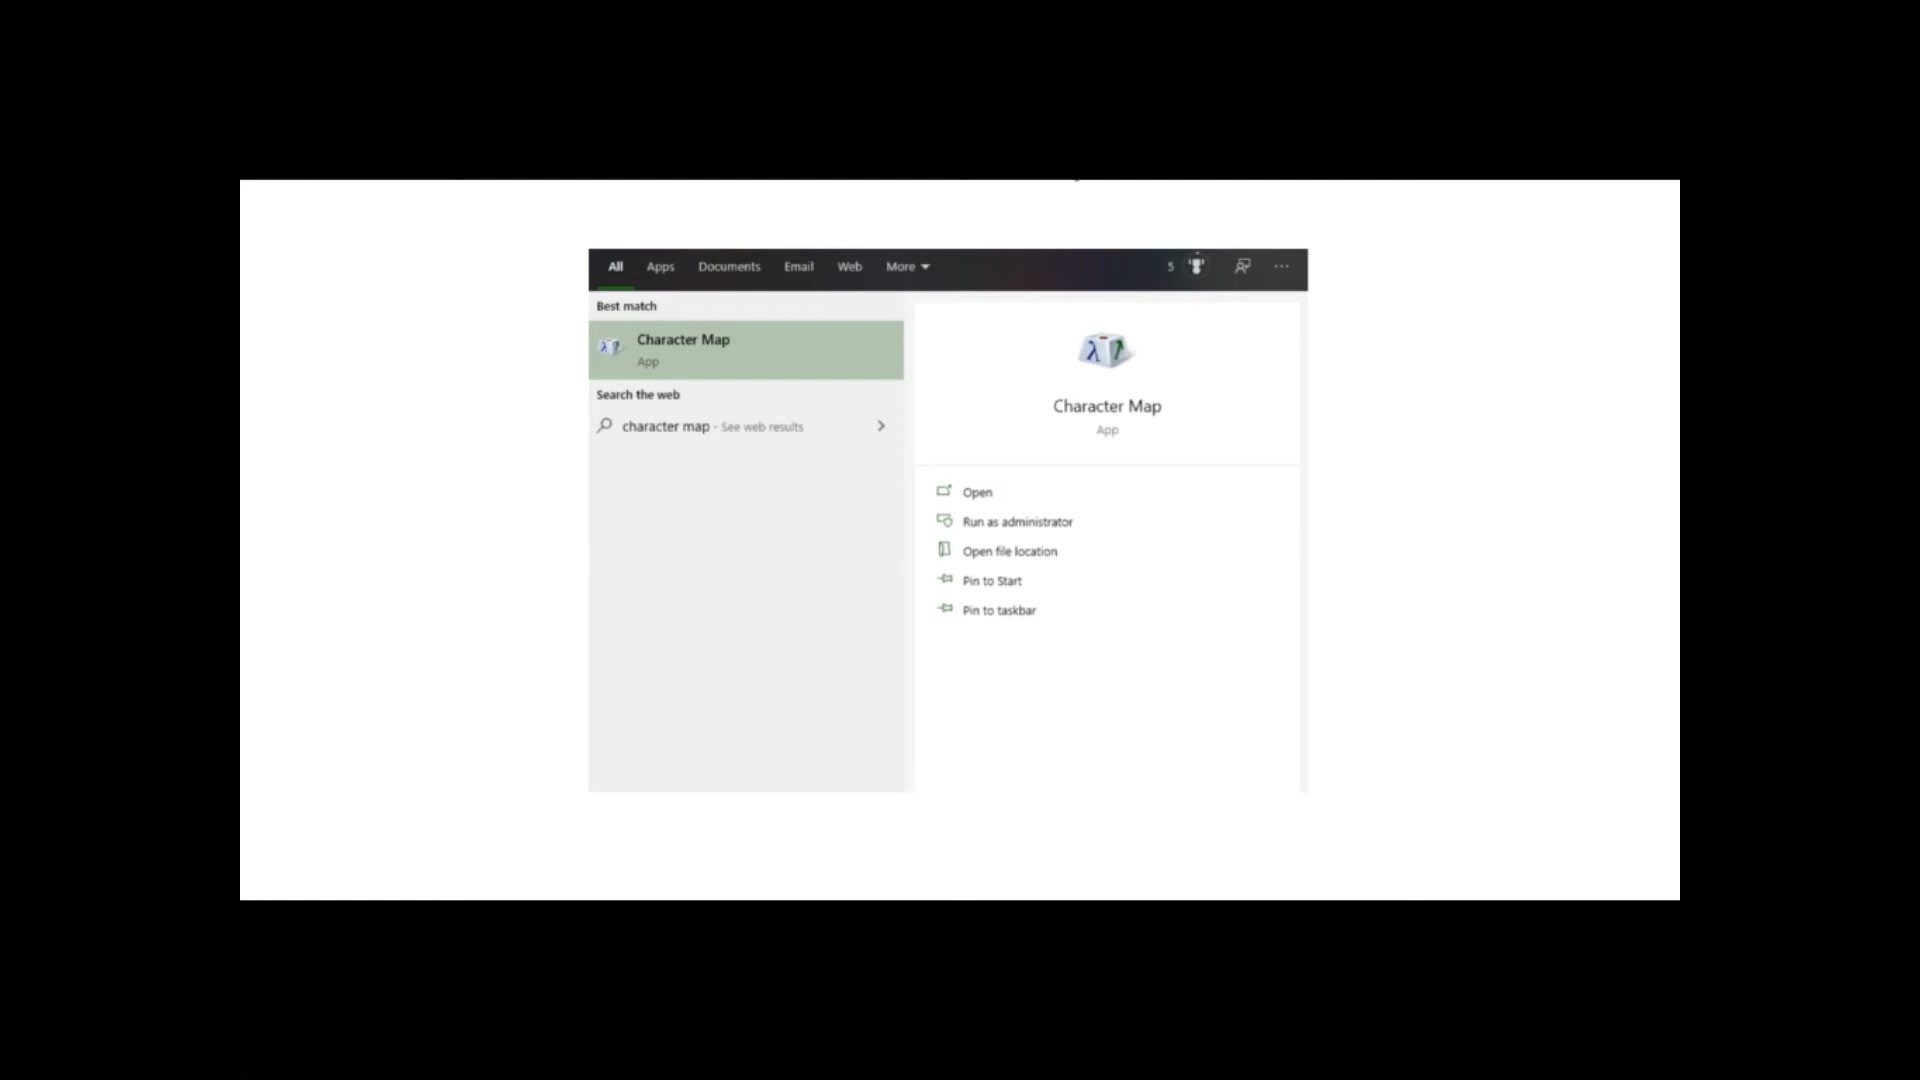 All Apps Documents Email Web More 5 ...
Best match
Character Map
App
Search the web
character map - See web results
λ
Character Map
App
Open
Run as administrator
Open file location
Pin to Start
Pin to taskbar